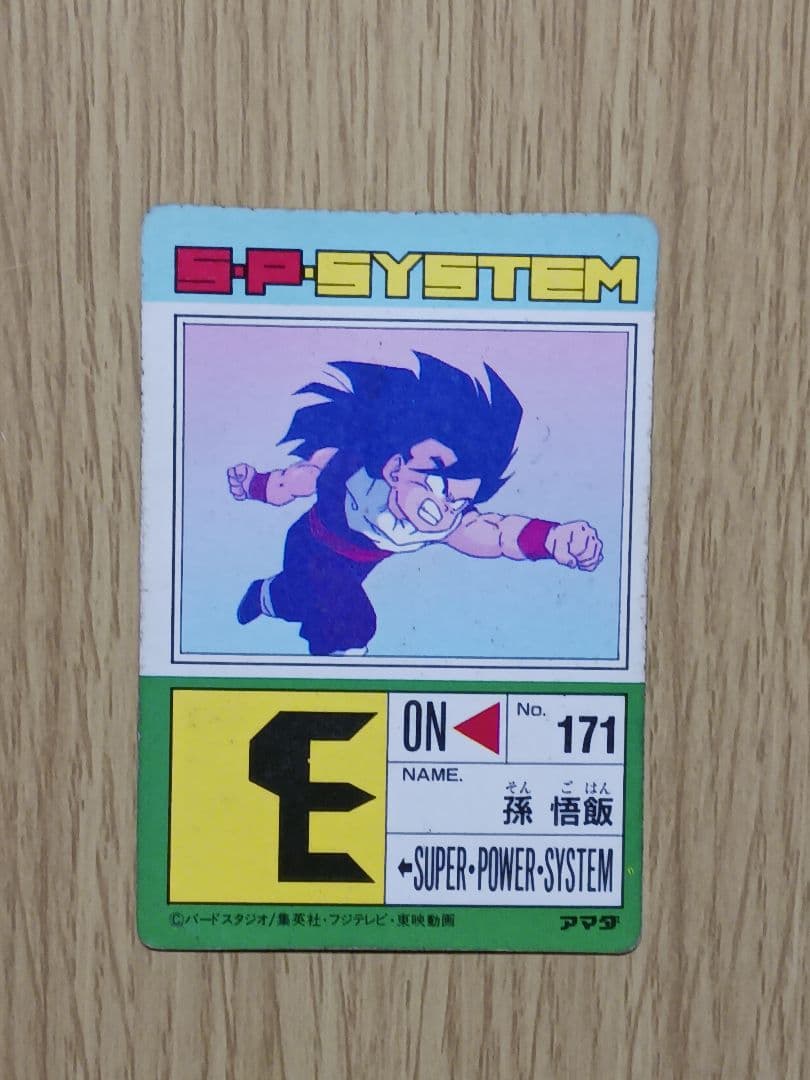 S・P・SYSTEM
E
ON
No. 171
NAME.
そん ご はん
孫 悟飯
←SUPER・POWER・SYSTEM
©バードスタジオ/集英社・フジテレビ・東映動画
アマダ